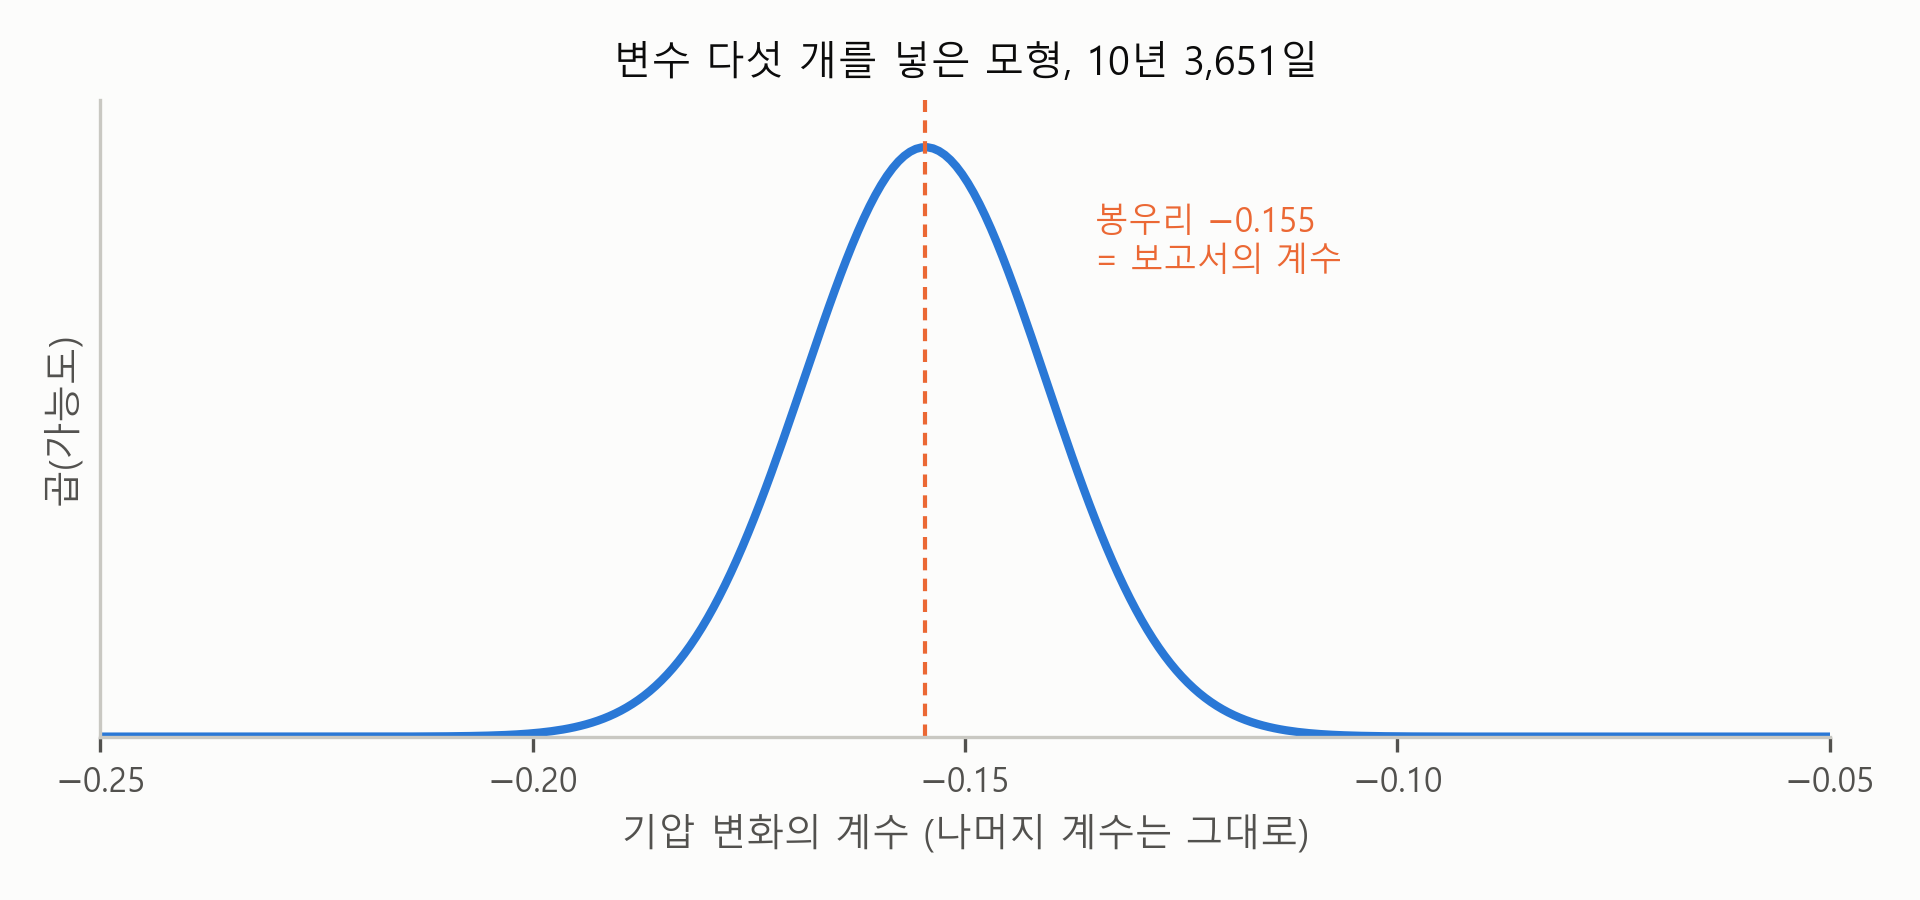 변수 다섯 개를 넣은 모형, 10년 3,651일
봉우리 −0.155
= 보고서의 계수
곱(가능도)
−0.25 −0.20 −0.15 −0.10 −0.05
기압 변화의 계수 (나머지 계수는 그대로)